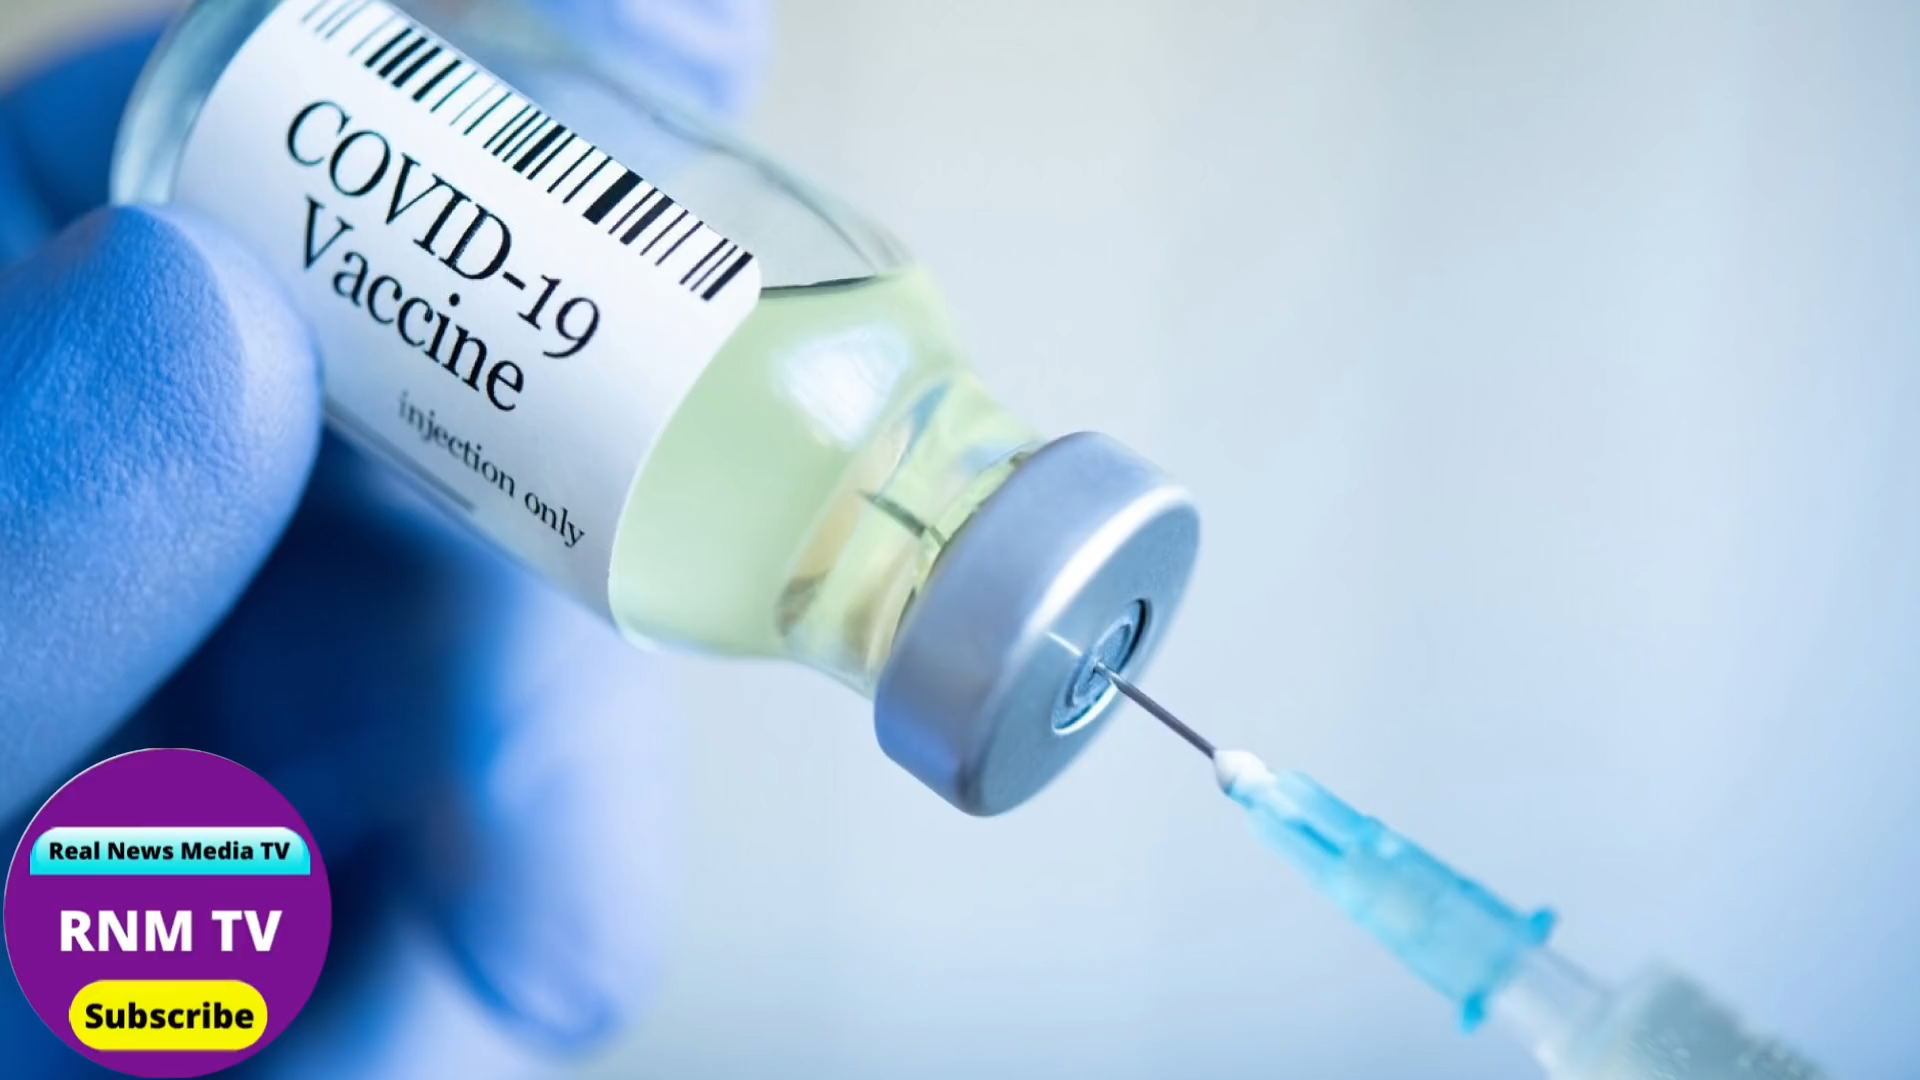 COVID-19
Vaccine
injection only
Real News Media TV
RNM TV
Subscribe